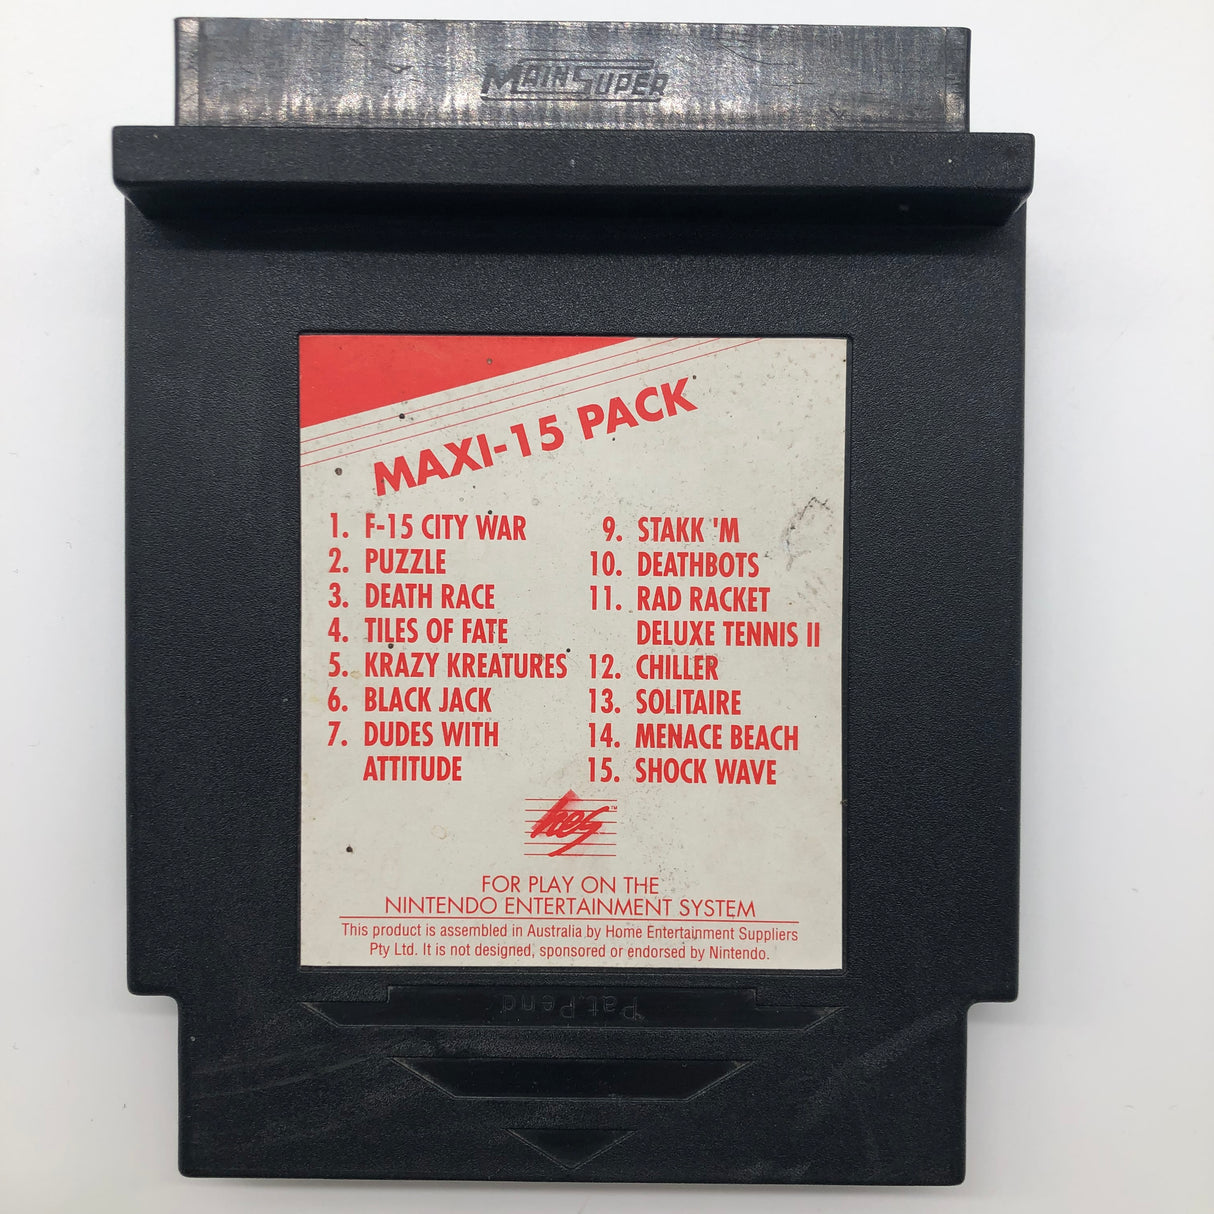 MAINSUPER
MAXI-15 PACK
1. F-15 CITY WAR
2. PUZZLE
3. DEATH RACE
4. TILES OF FATE
5. KRAZY KREATURES
6. BLACK JACK
7. DUDES WITH
ATTITUDE
9. STAKK 'M
10. DEATHBOTS
11. RAD RACKET
DELUXE TENNIS II
12. CHILLER
13. SOLITAIRE
14. MENACE BEACH
15. SHOCK WAVE
hes ™
FOR PLAY ON THE
NINTENDO ENTERTAINMENT SYSTEM
This product is assembled in Australia by Home Entertainment Suppliers
Pty Ltd. It is not designed, sponsored or endorsed by Nintendo.
Pat.Pend